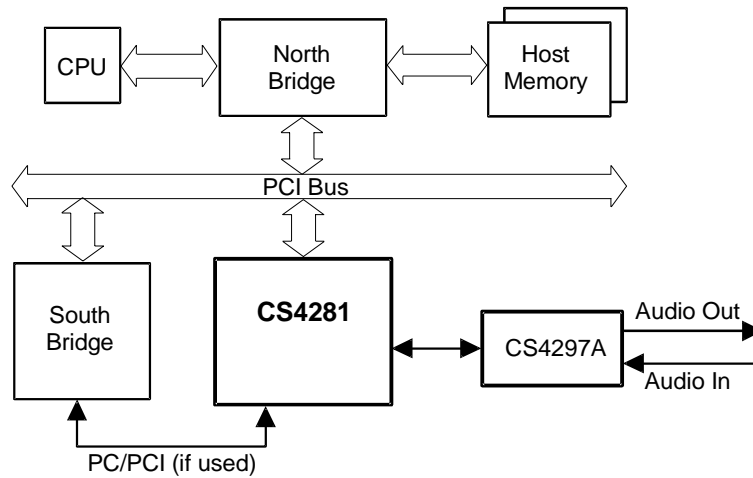 CPU
North
Bridge
Host
Memory
PCI Bus
South
Bridge
CS4281
CS4297A
Audio Out
Audio In
PC/PCI (if used)